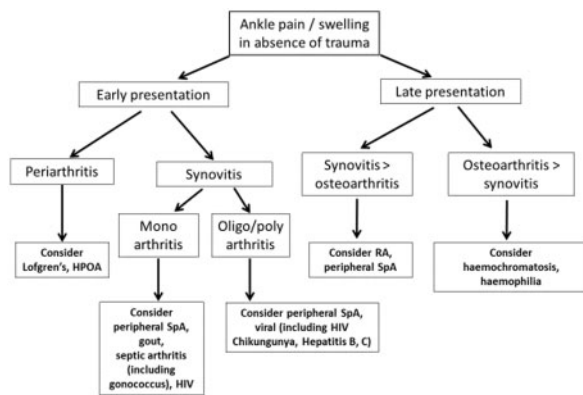 Ankle pain / swelling
in absence of trauma
Early presentation
Late presentation
Periarthritis
Synovitis
Synovitis >
osteoarthritis
Osteoarthritis >
synovitis
Mono
arthritis
Oligo/poly
arthritis
Consider
Lofgren's, HPOA
Consider RA,
peripheral SpA
Consider
haemochromatosis,
haemophilia
Consider
peripheral SpA,
gout,
septic arthritis
(including
gonococcus), HIV
Consider peripheral SpA,
viral (including HIV
Chikungunya, Hepatitis B, C)